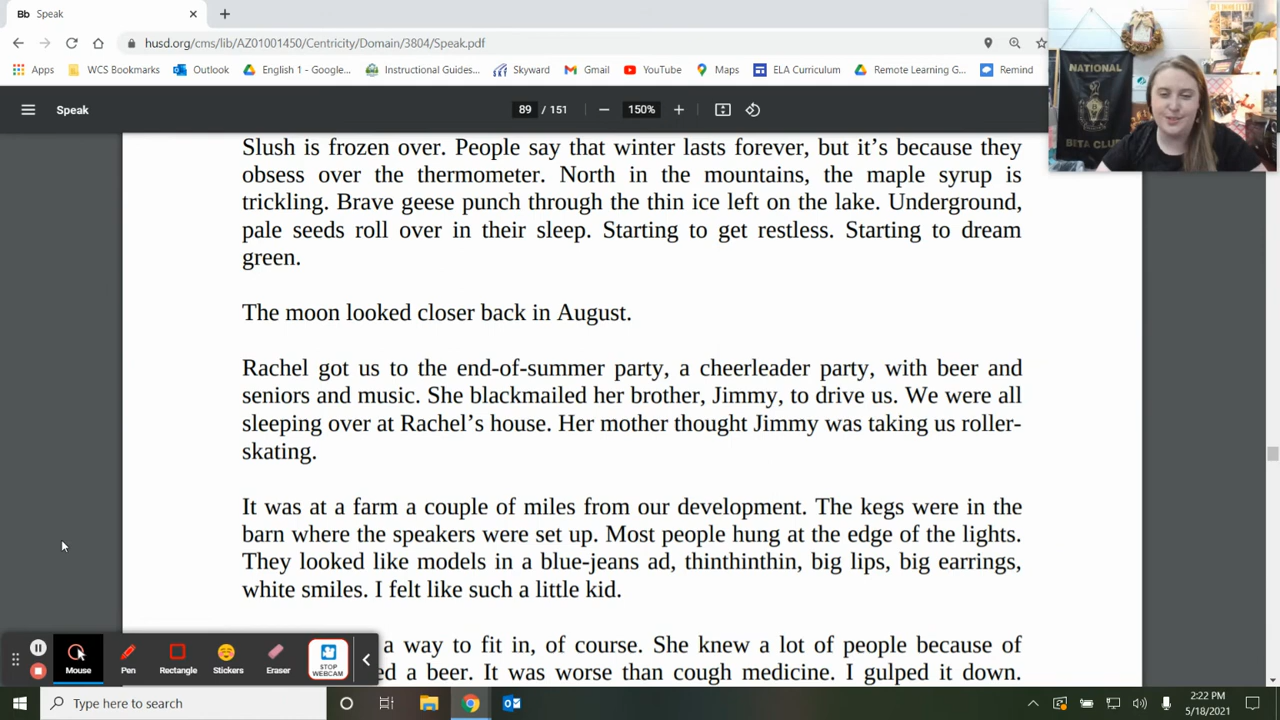 Bb Speak × +
husd.org/cms/lib/AZ01001450/Centricity/Domain/3804/Speak.pdf
Apps WCS Bookmarks Outlook English 1 - Google... Instructional Guides... Skyward Gmail YouTube Maps ELA Curriculum Remote Learning G... Remind
Speak 89 / 151 − 150% +
NATIONAL
BETA CLUB
Slush is frozen over. People say that winter lasts forever, but it’s because they
obsess over the thermometer. North in the mountains, the maple syrup is
trickling. Brave geese punch through the thin ice left on the lake. Underground,
pale seeds roll over in their sleep. Starting to get restless. Starting to dream
green.
The moon looked closer back in August.
Rachel got us to the end-of-summer party, a cheerleader party, with beer and
seniors and music. She blackmailed her brother, Jimmy, to drive us. We were all
sleeping over at Rachel’s house. Her mother thought Jimmy was taking us roller-
skating.
It was at a farm a couple of miles from our development. The kegs were in the
barn where the speakers were set up. Most people hung at the edge of the lights.
They looked like models in a blue-jeans ad, thinthinthin, big lips, big earrings,
white smiles. I felt like such a little kid.
a way to fit in, of course. She knew a lot of people because of
ed a beer. It was worse than cough medicine. I gulped it down.
Mouse Pen Rectangle Stickers Eraser STOP WEBCAM
Type here to search
2:22 PM
5/18/2021